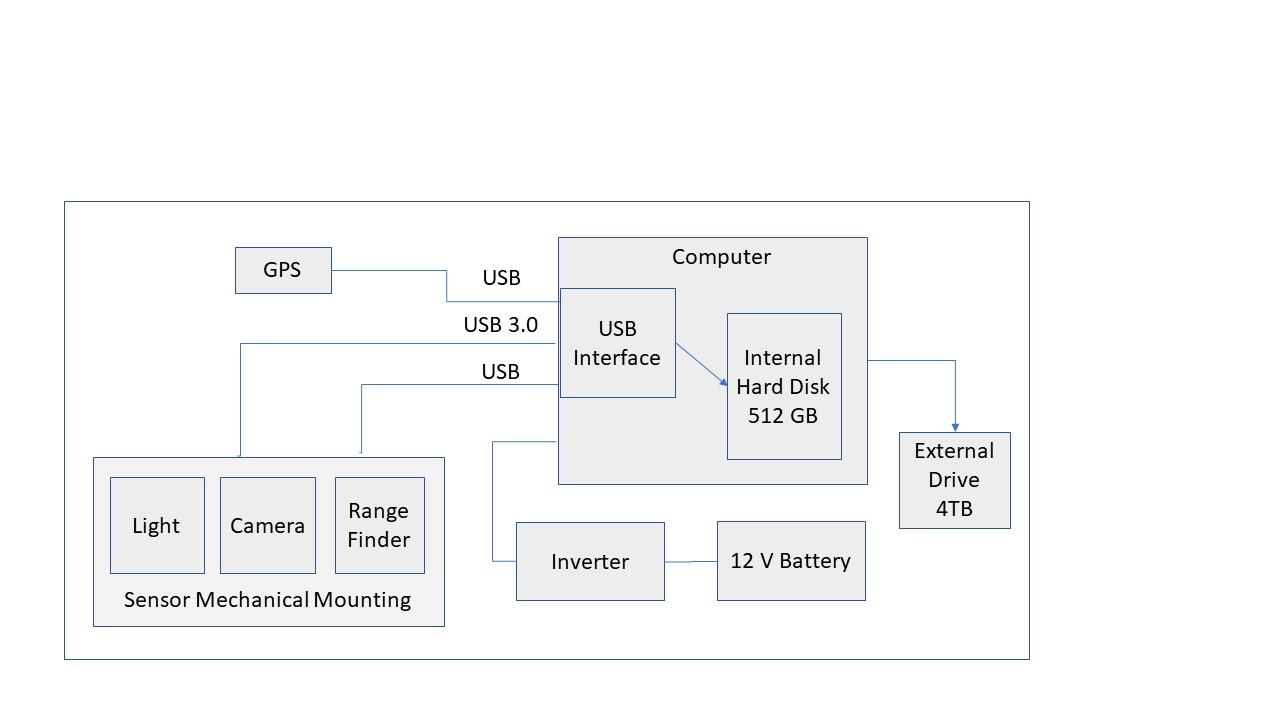 Computer
GPS
USB
USB 3.0
USB
USB
Interface
Internal
Hard Disk
512 GB
External
Drive
4TB
Light
Camera
Range
Finder
Sensor Mechanical Mounting
Inverter
12 V Battery